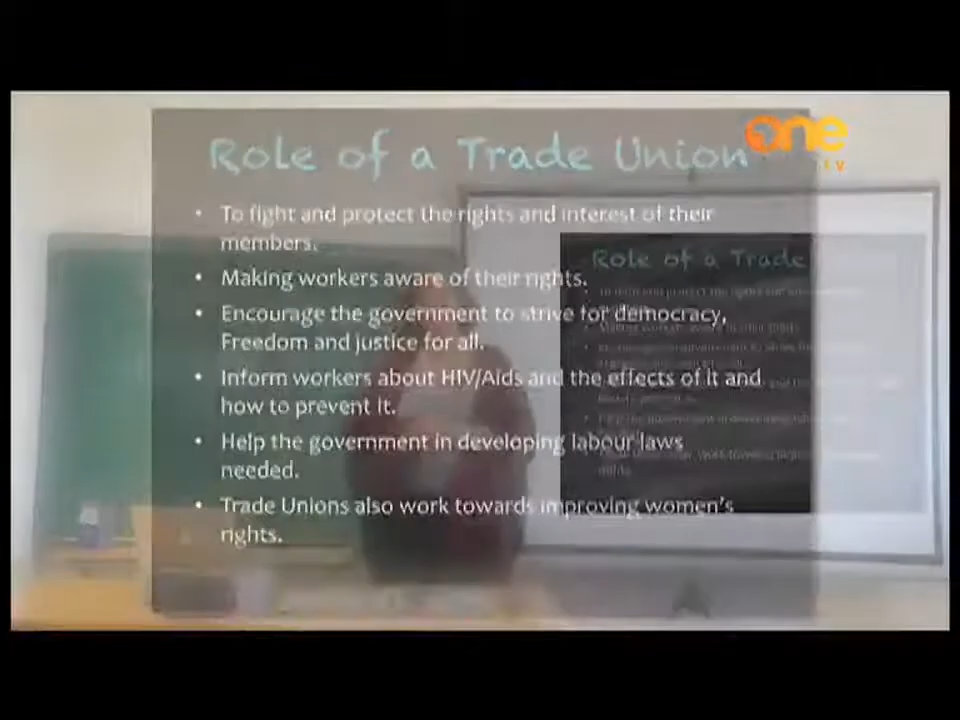 one
tv
Role of a Trade Union
• To fight and protect the rights and interest of their
members.
• Making workers aware of their rights.
• Encourage the government to strive for democracy,
Freedom and justice for all.
• Inform workers about HIV/Aids and the effects of it and
how to prevent it.
• Help the government in developing labour laws
needed.
• Trade Unions also work towards improving women's
rights.
Role of a Trade